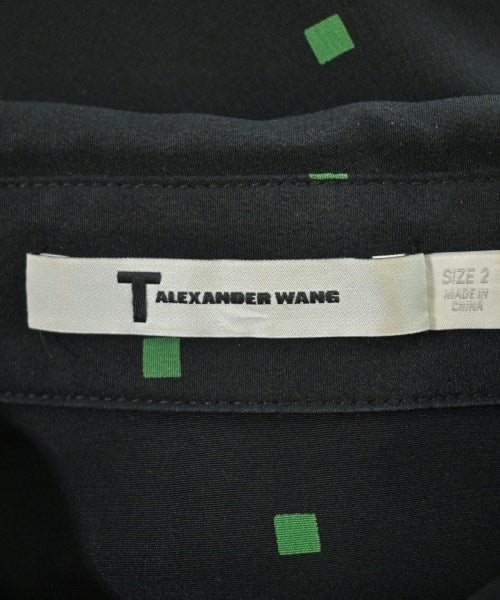 T ALEXANDER WANG
SIZE 2
MADE IN
CHINA